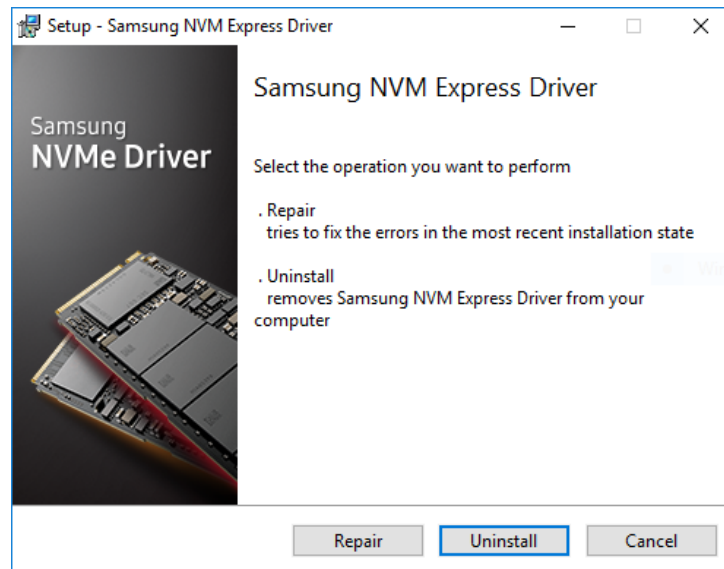 Setup - Samsung NVM Express Driver
Samsung NVM Express Driver
Samsung
NVMe Driver
Select the operation you want to perform
. Repair
tries to fix the errors in the most recent installation state
. Uninstall
removes Samsung NVM Express Driver from your
computer
Repair
Uninstall
Cancel